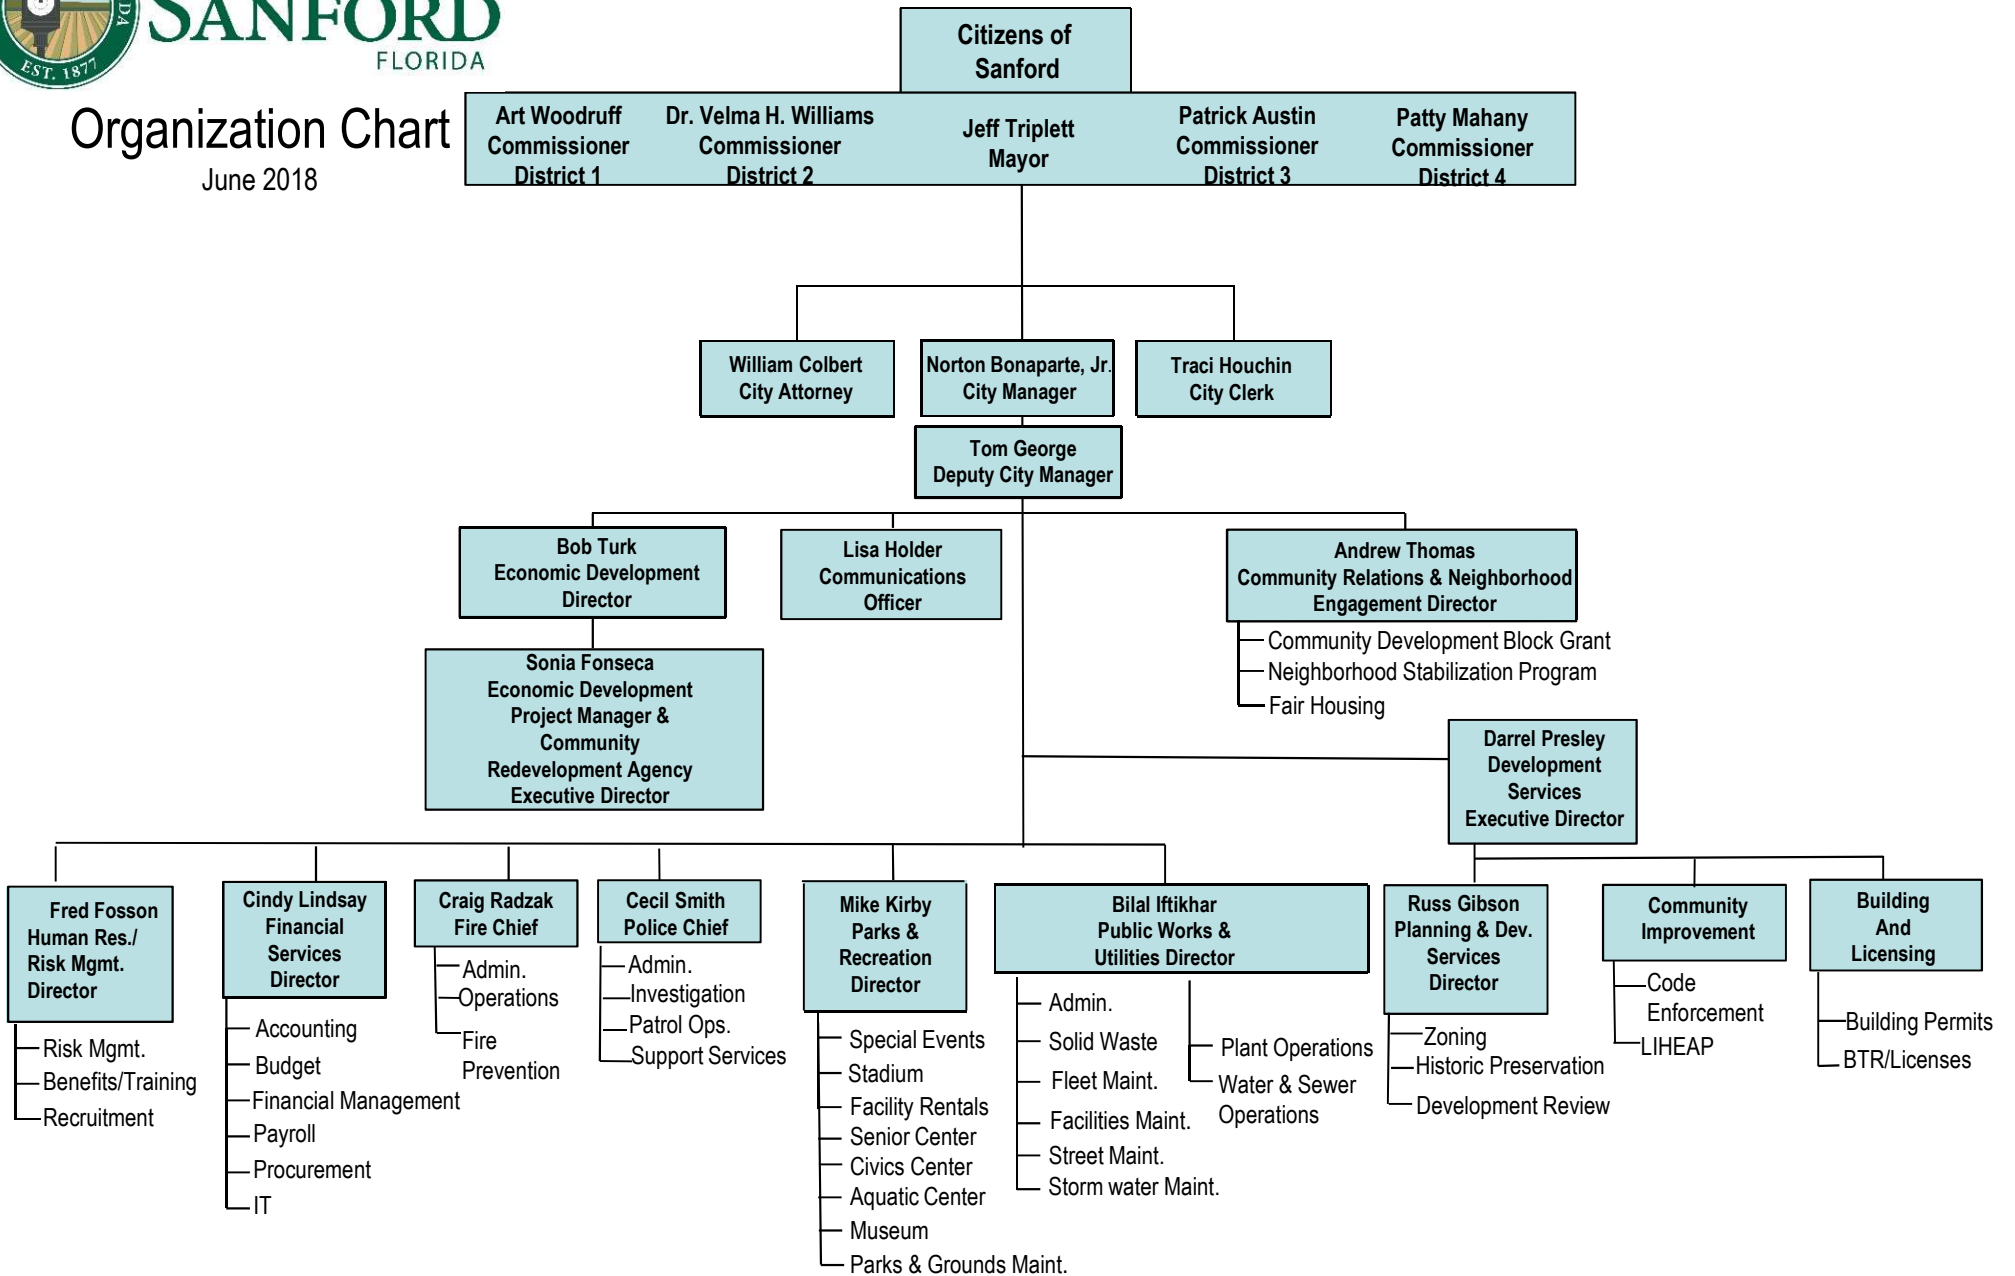 SANFORD
FLORIDA
DA
EST. 1877
Organization Chart
June 2018
Citizens of
Sanford
Art Woodruff
Commissioner
District 1
Dr. Velma H. Williams
Commissioner
District 2
Jeff Triplett
Mayor
Patrick Austin
Commissioner
District 3
Patty Mahany
Commissioner
District 4
William Colbert
City Attorney
Norton Bonaparte, Jr.
City Manager
Traci Houchin
City Clerk
Tom George
Deputy City Manager
Bob Turk
Economic Development
Director
Lisa Holder
Communications
Officer
Andrew Thomas
Community Relations & Neighborhood
Engagement Director
Community Development Block Grant
Neighborhood Stabilization Program
Fair Housing
Sonia Fonseca
Economic Development
Project Manager &
Community
Redevelopment Agency
Executive Director
Darrel Presley
Development
Services
Executive Director
Fred Fosson
Human Res./
Risk Mgmt.
Director
Risk Mgmt.
Benefits/Training
Recruitment
Cindy Lindsay
Financial
Services
Director
Accounting
Budget
Financial Management
Payroll
Procurement
IT
Craig Radzak
Fire Chief
Admin.
Operations
Fire
Prevention
Cecil Smith
Police Chief
Admin.
Investigation
Patrol Ops.
Support Services
Mike Kirby
Parks &
Recreation
Director
Special Events
Stadium
Facility Rentals
Senior Center
Civics Center
Aquatic Center
Museum
Parks & Grounds Maint.
Bilal Iftikhar
Public Works &
Utilities Director
Admin.
Solid Waste
Fleet Maint.
Facilities Maint.
Street Maint.
Storm water Maint.
Plant Operations
Water & Sewer
Operations
Russ Gibson
Planning & Dev.
Services
Director
Zoning
Historic Preservation
Development Review
Community
Improvement
Code
Enforcement
LIHEAP
Building
And
Licensing
Building Permits
BTR/Licenses